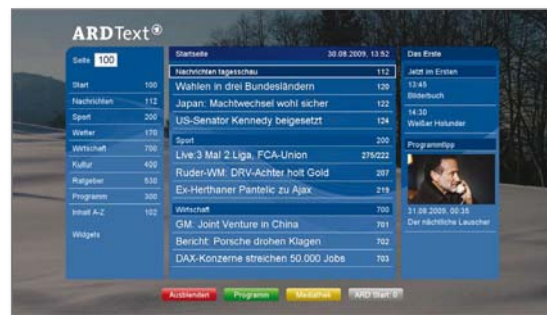 ARD Text
Seite 100
Start 100
Nachrichten 112
Sport 200
Wetter 170
Wirtschaft 700
Kultur 400
Ratgeber 530
Programm 300
Inhalt A-Z 102
Widgets
Startseite 30.08.2009, 13:52
Nachrichten tagesschau 112
Wahlen in drei Bundesländern 120
Japan: Machtwechsel wohl sicher 122
US-Senator Kennedy beigesetzt 124
Sport 200
Live:3 Mal 2.Liga, FCA-Union 275/222
Ruder-WM: DRV-Achter holt Gold 207
Ex-Herthaner Pantelic zu Ajax 219
Wirtschaft 700
GM: Joint Venture in China 701
Bericht: Porsche drohen Klagen 702
DAX-Konzerne streichen 50.000 Jobs 703
Das Erste
Jetzt im Ersten
13:45
Bilderbuch
14:30
Weißer Holunder
Programmtipp
31.08.2009, 00:35
Der nächtliche Lauscher
Ausblenden Programm Mediathek ARD Start: 0